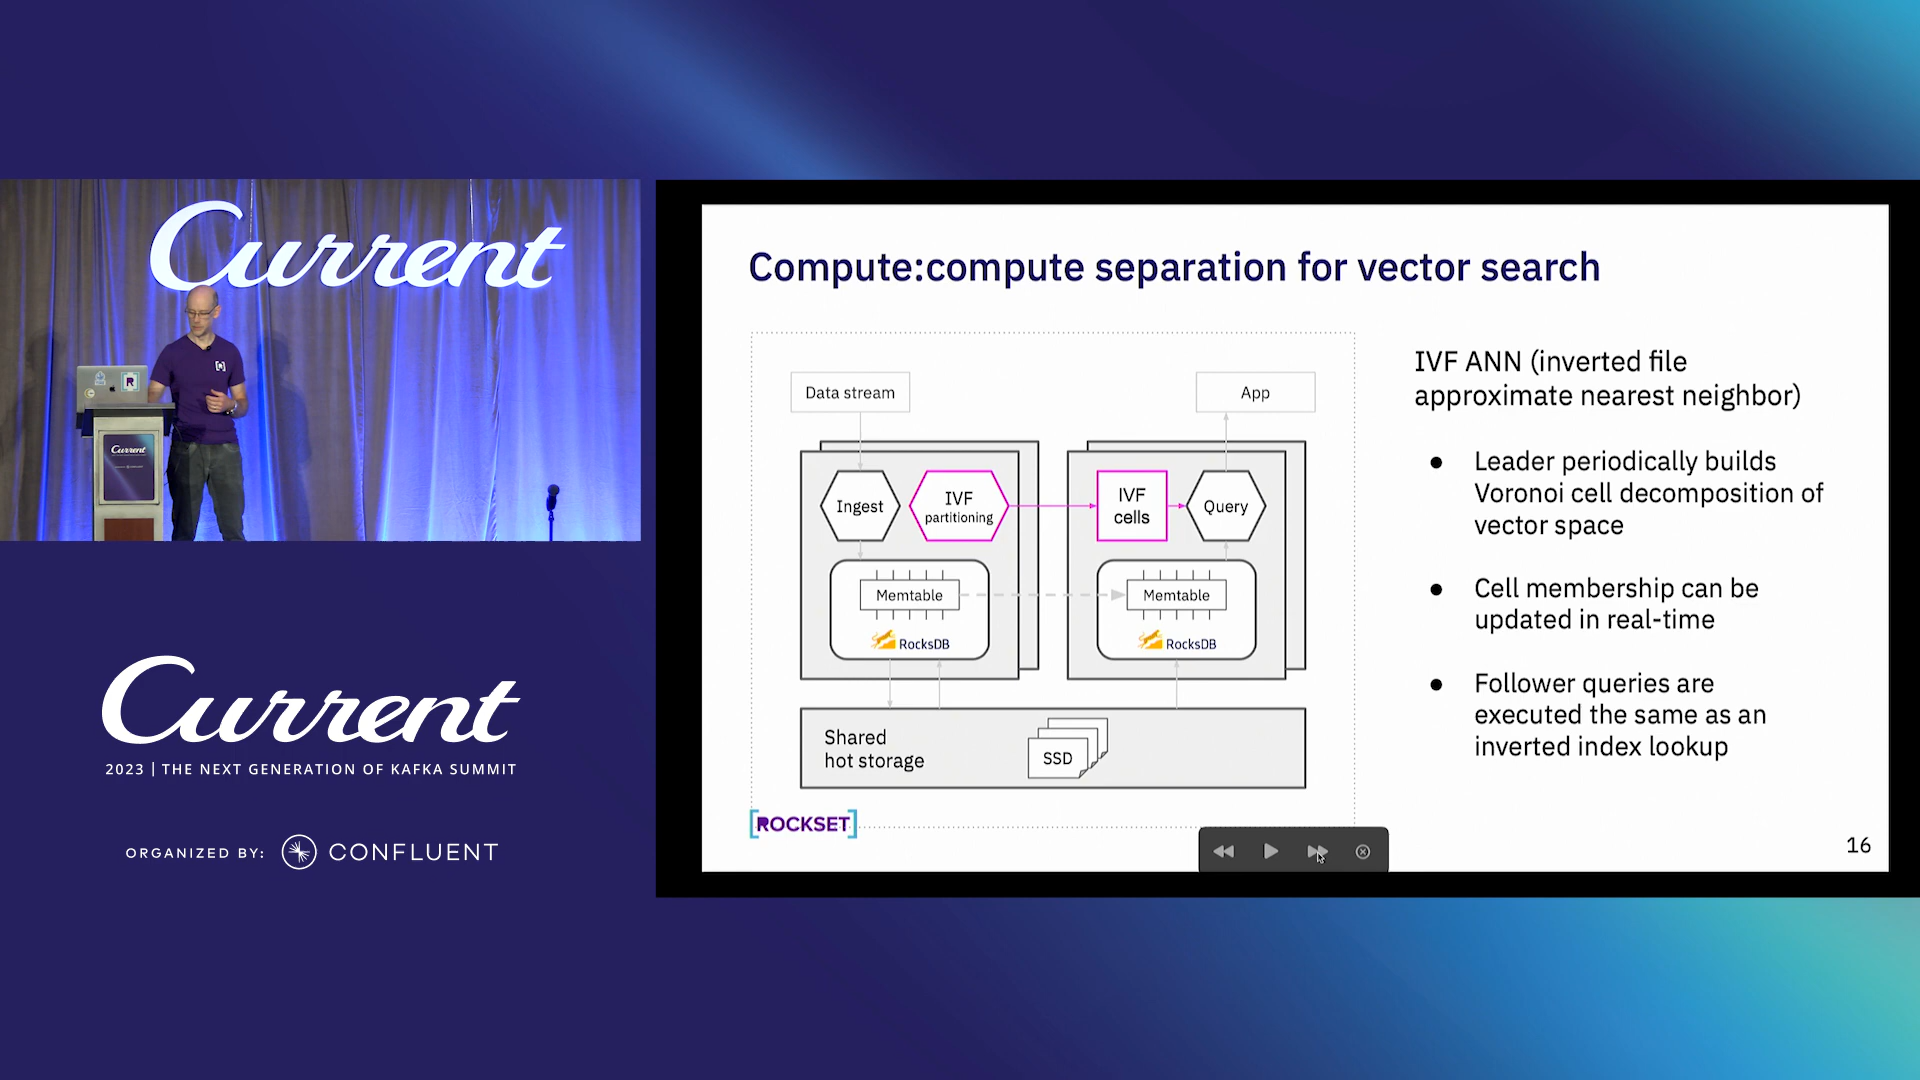 Current
Current
R
Current
2023 | THE NEXT GENERATION OF KAFKA SUMMIT
ORGANIZED BY: CONFLUENT
Compute:compute separation for vector search
Data stream
App
Ingest
IVF
partitioning
IVF
cells
Query
Memtable
Memtable
RocksDB
RocksDB
Shared
hot storage
SSD
[ROCKSET]
IVF ANN (inverted file
approximate nearest neighbor)
● Leader periodically builds
Voronoi cell decomposition of
vector space
● Cell membership can be
updated in real-time
● Follower queries are
executed the same as an
inverted index lookup
16